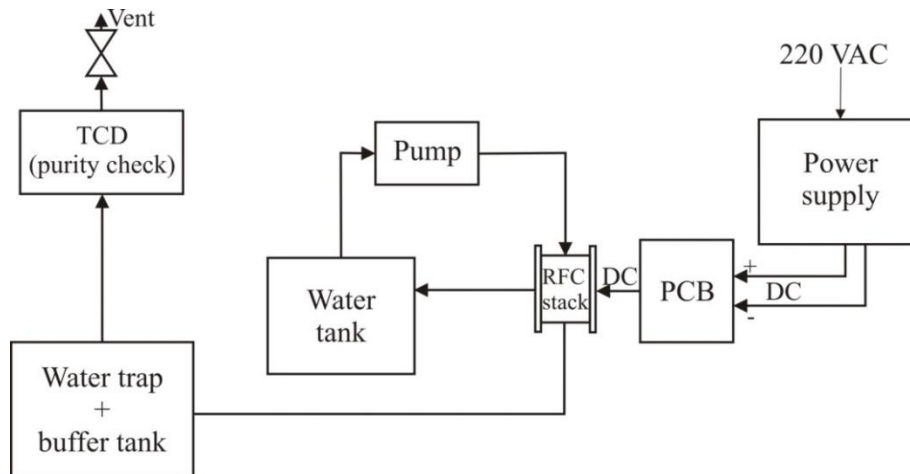 Vent
220 VAC
TCD
(purity check)
Pump
Power
supply
Water
tank
RFC
stack
DC
PCB
+
DC
-
Water trap
+
buffer tank